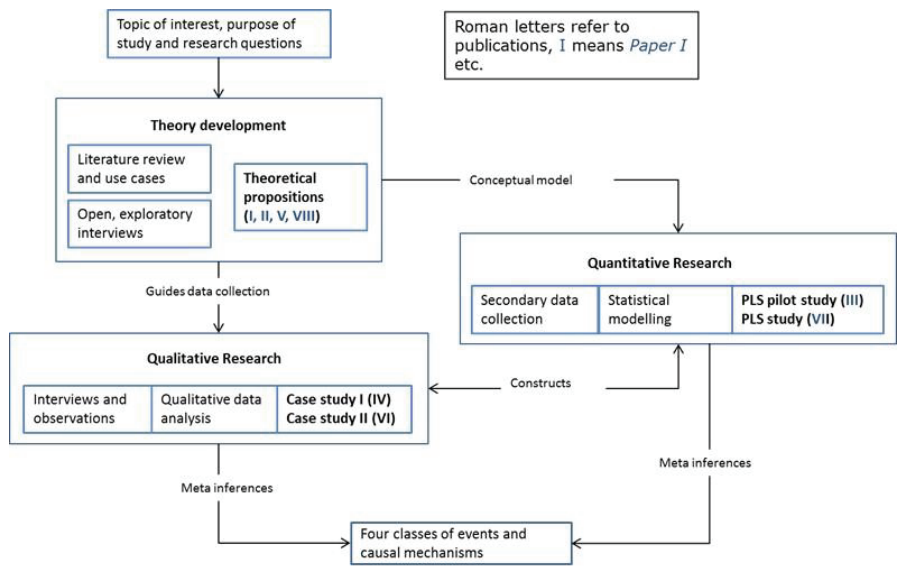 Topic of interest, purpose of
study and research questions
Roman letters refer to
publications, I means Paper I
etc.
Theory development
Literature review
and use cases
Open, exploratory
interviews
Theoretical
propositions
(I, II, V, VIII)
Conceptual model
Guides data collection
Quantitative Research
Secondary data
collection
Statistical
modelling
PLS pilot study (III)
PLS study (VII)
Qualitative Research
Interviews and
observations
Qualitative data
analysis
Case study I (IV)
Case study II (VI)
Constructs
Meta inferences
Meta inferences
Four classes of events and
causal mechanisms